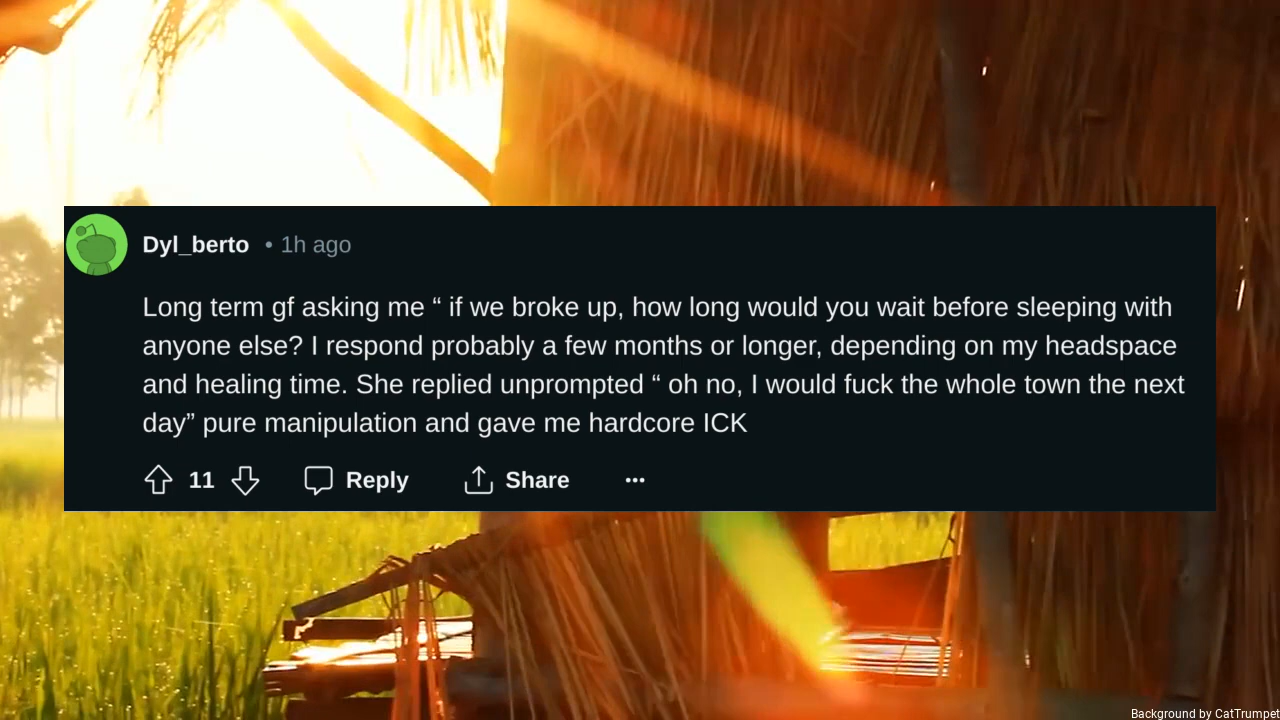 Dyl_berto • 1h ago
Long term gf asking me “ if we broke up, how long would you wait before sleeping with
anyone else? I respond probably a few months or longer, depending on my headspace
and healing time. She replied unprompted “ oh no, I would fuck the whole town the next
day” pure manipulation and gave me hardcore ICK
11 Reply Share ···
Background by CatTrumpet